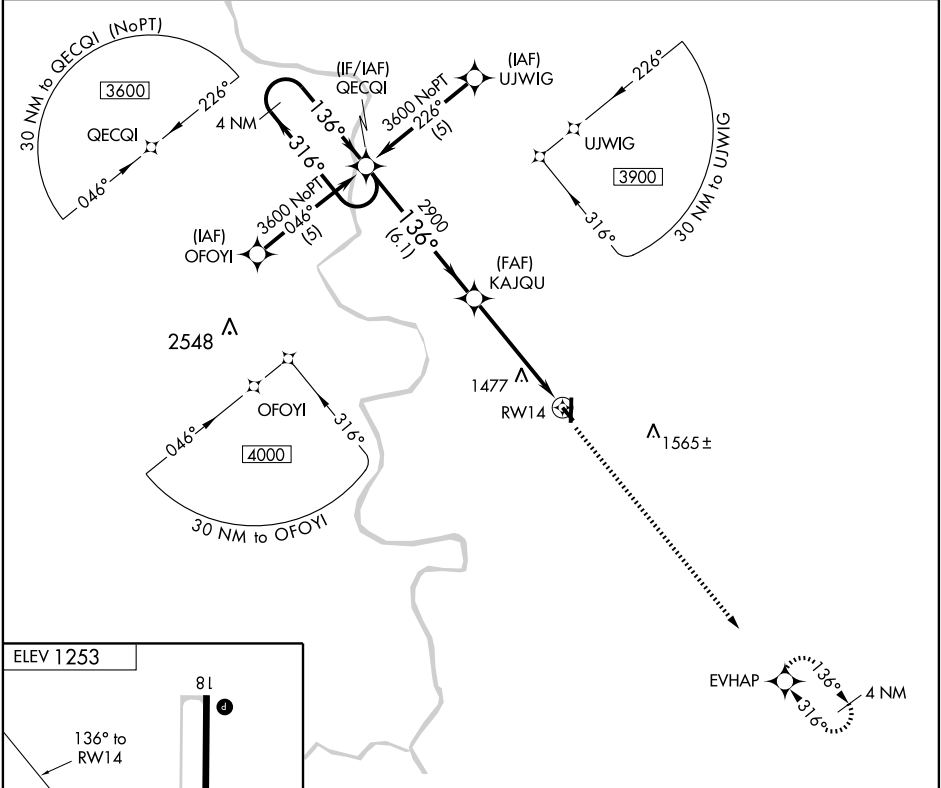 30 NM to QECQI (NoPT)
3600
226°
QECQI
046°
(IF/IAF)
QECQI
4 NM
136°
316°
(IAF)
UJWIG
3600 NoPT
226°
(5)
226°
UJWIG
3900
316°
30 NM to UJWIG
3600 NoPT
046°
(5)
(IAF)
OFOYI
2900
136°
(6.1)
(FAF)
KAJQU
2548
1477
RW14
1565±
OFOYI
046°
316°
4000
30 NM to OFOYI
EVHAP
136°
316°
4 NM
ELEV 1253
18
P
136° to
RW14